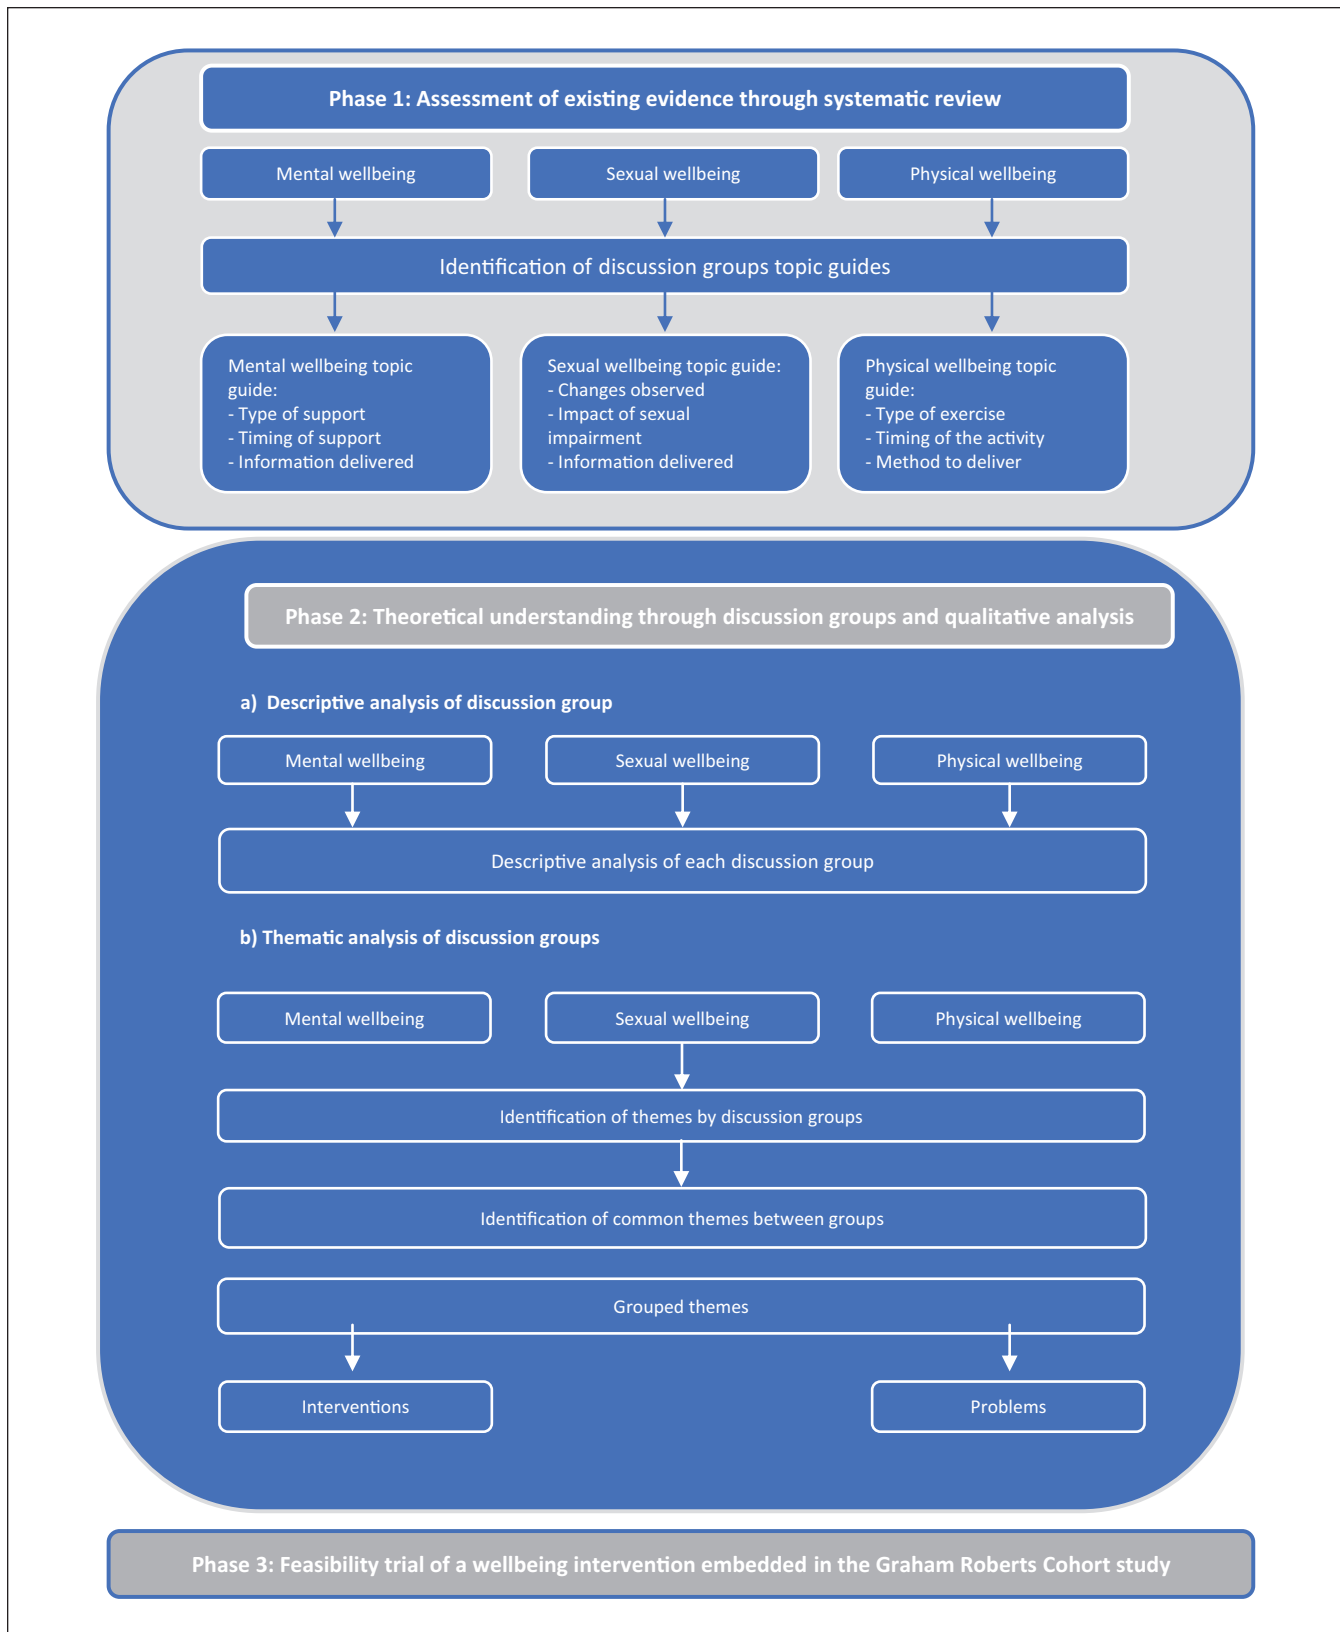 Phase 1: Assessment of existing evidence through systematic review
Mental wellbeing
Sexual wellbeing
Physical wellbeing
Identification of discussion groups topic guides
Mental wellbeing topic
guide:
- Type of support
- Timing of support
- Information delivered
Sexual wellbeing topic guide:
- Changes observed
- Impact of sexual
impairment
- Information delivered
Physical wellbeing topic
guide:
- Type of exercise
- Timing of the activity
- Method to deliver
Phase 2: Theoretical understanding through discussion groups and qualitative analysis
a) Descriptive analysis of discussion group
Mental wellbeing
Sexual wellbeing
Physical wellbeing
Descriptive analysis of each discussion group
b) Thematic analysis of discussion groups
Mental wellbeing
Sexual wellbeing
Physical wellbeing
Identification of themes by discussion groups
Identification of common themes between groups
Grouped themes
Interventions
Problems
Phase 3: Feasibility trial of a wellbeing intervention embedded in the Graham Roberts Cohort study